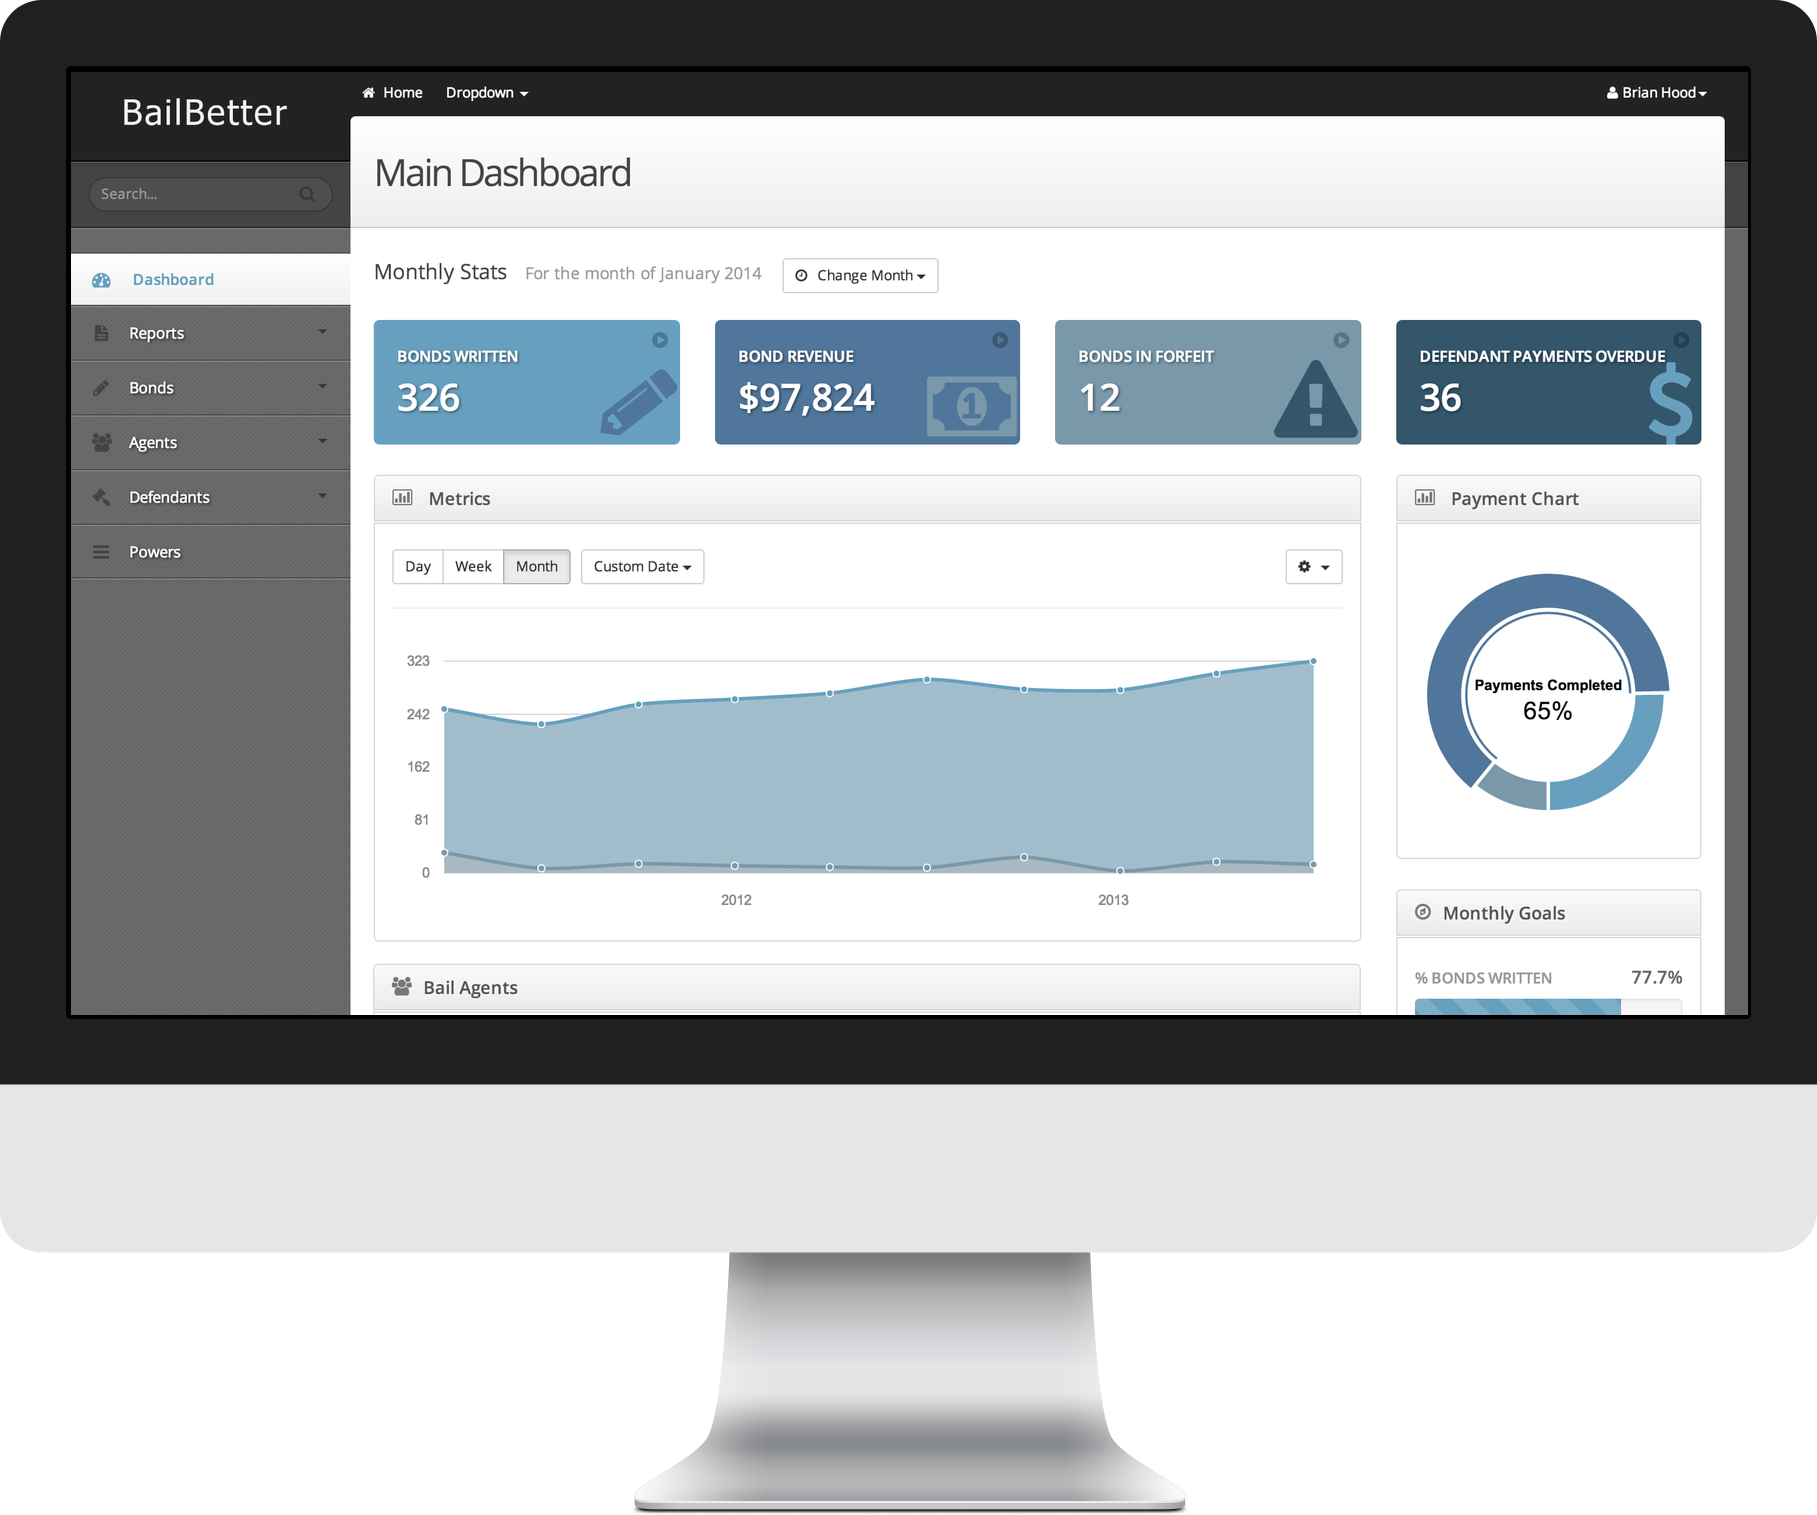 BailBetter
Home
Dropdown
Brian Hood
Search...
Dashboard
Reports
Bonds
Agents
Defendants
Powers
Main Dashboard
Monthly Stats For the month of January 2014
Change Month
BONDS WRITTEN
326
BOND REVENUE
$97,824
1
BONDS IN FORFEIT
12
DEFENDANT PAYMENTS OVERDUE
36
$
Metrics
Day
Week
Month
Custom Date
323
242
162
81
0
2012
2013
Bail Agents
Payment Chart
Payments Completed
65%
Monthly Goals
% BONDS WRITTEN
77.7%